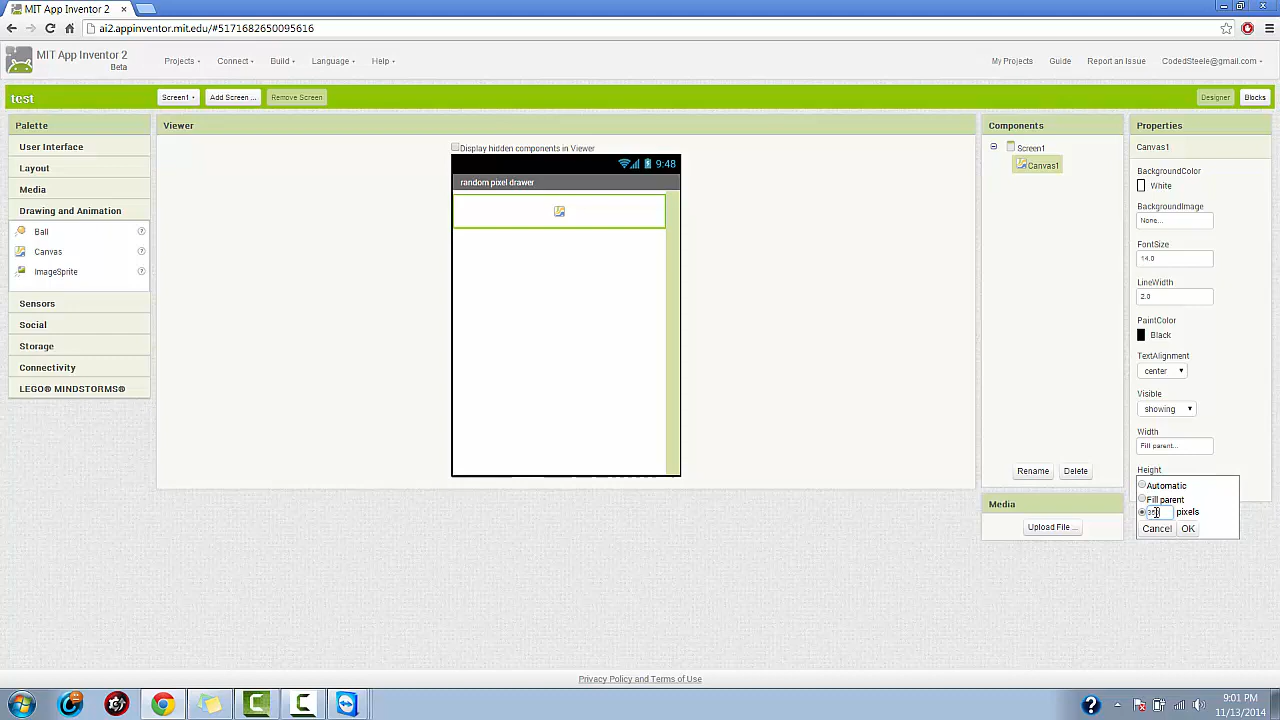 MIT App Inventor 2
ai2.appinventor.mit.edu/#5171682650095616
MIT App Inventor 2
Beta
Projects
Connect
Build
Language
Help
My Projects
Guide
Report an Issue
CodedSteele@gmail.com
test
Screen1
Add Screen ...
Remove Screen
Designer
Blocks
Palette
User Interface
Layout
Media
Drawing and Animation
Ball
Canvas
ImageSprite
Sensors
Social
Storage
Connectivity
LEGO® MINDSTORMS®
Viewer
Display hidden components in Viewer
9:48
random pixel drawer
Components
Screen1
Canvas1
Rename
Delete
Media
Upload File ...
Properties
Canvas1
BackgroundColor
White
BackgroundImage
None...
FontSize
14.0
LineWidth
2.0
PaintColor
Black
TextAlignment
center
Visible
showing
Width
Fill parent...
Height
Automatic
Fill parent
pixels
Cancel
OK
Privacy Policy and Terms of Use
9:01 PM
11/13/2014